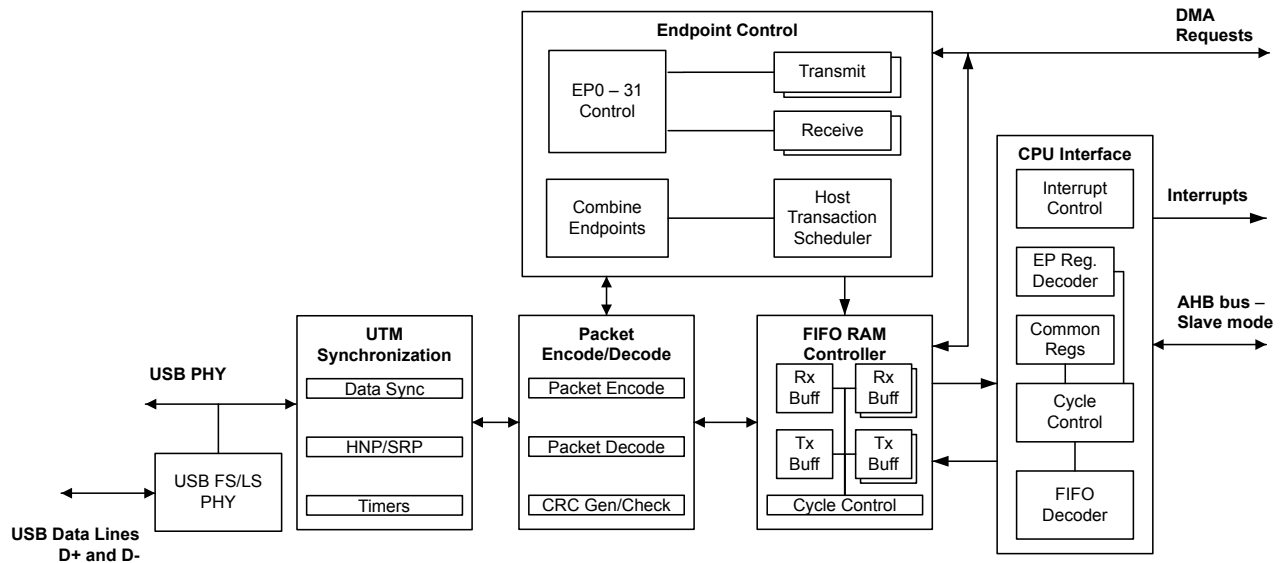 Endpoint Control
EP0 – 31
Control
Transmit
Receive
Combine
Endpoints
Host
Transaction
Scheduler
DMA
Requests
CPU Interface
Interrupt
Control
EP Reg.
Decoder
Common
Regs
Cycle
Control
FIFO
Decoder
Interrupts
AHB bus –
Slave mode
UTM
Synchronization
Data Sync
HNP/SRP
Timers
Packet
Encode/Decode
Packet Encode
Packet Decode
CRC Gen/Check
FIFO RAM
Controller
Rx
Buff
Rx
Buff
Tx
Buff
Tx
Buff
Cycle Control
USB PHY
USB FS/LS
PHY
USB Data Lines
D+ and D-